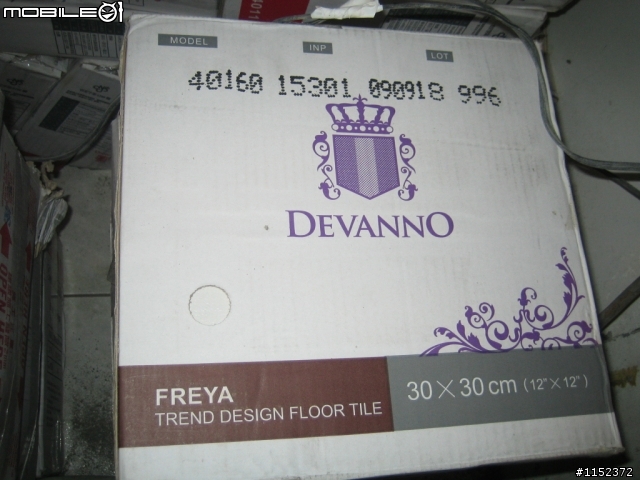 MOBILE01
MODEL
INP
LOT
40160 15301 090918 996
DEVANNO
FREYA
TREND DESIGN FLOOR TILE
30 × 30 cm (12" × 12")
#1152372